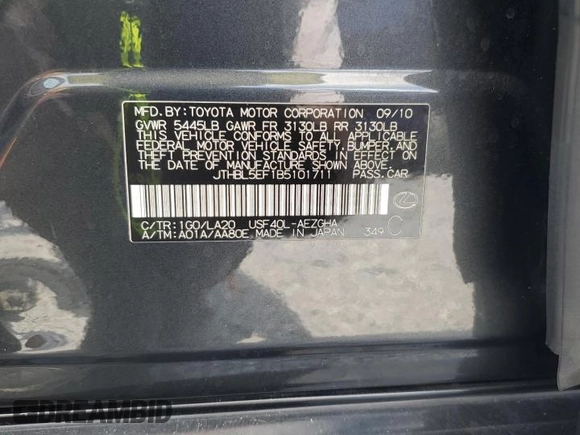 MFD.BY:TOYOTA MOTOR CORPORATION 09/10
GVWR 5445LB GAWR FR 3130LB RR 3130LB
THIS VEHICLE CONFORMS TO ALL APPLICABLE
FEDERAL MOTOR VEHICLE SAFETY,BUMPER,AND
THEFT PREVENTION STANDARDS IN EFFECT ON
THE DATE OF MANUFACTURE SHOWN ABOVE.
JTHBL5EF1B5101711 PASS.CAR
C/TR:1G0/LA20 USF40L-AEZGHA
A/TM:A01A/AA80E MADE IN JAPAN 349
C
DREAMBID